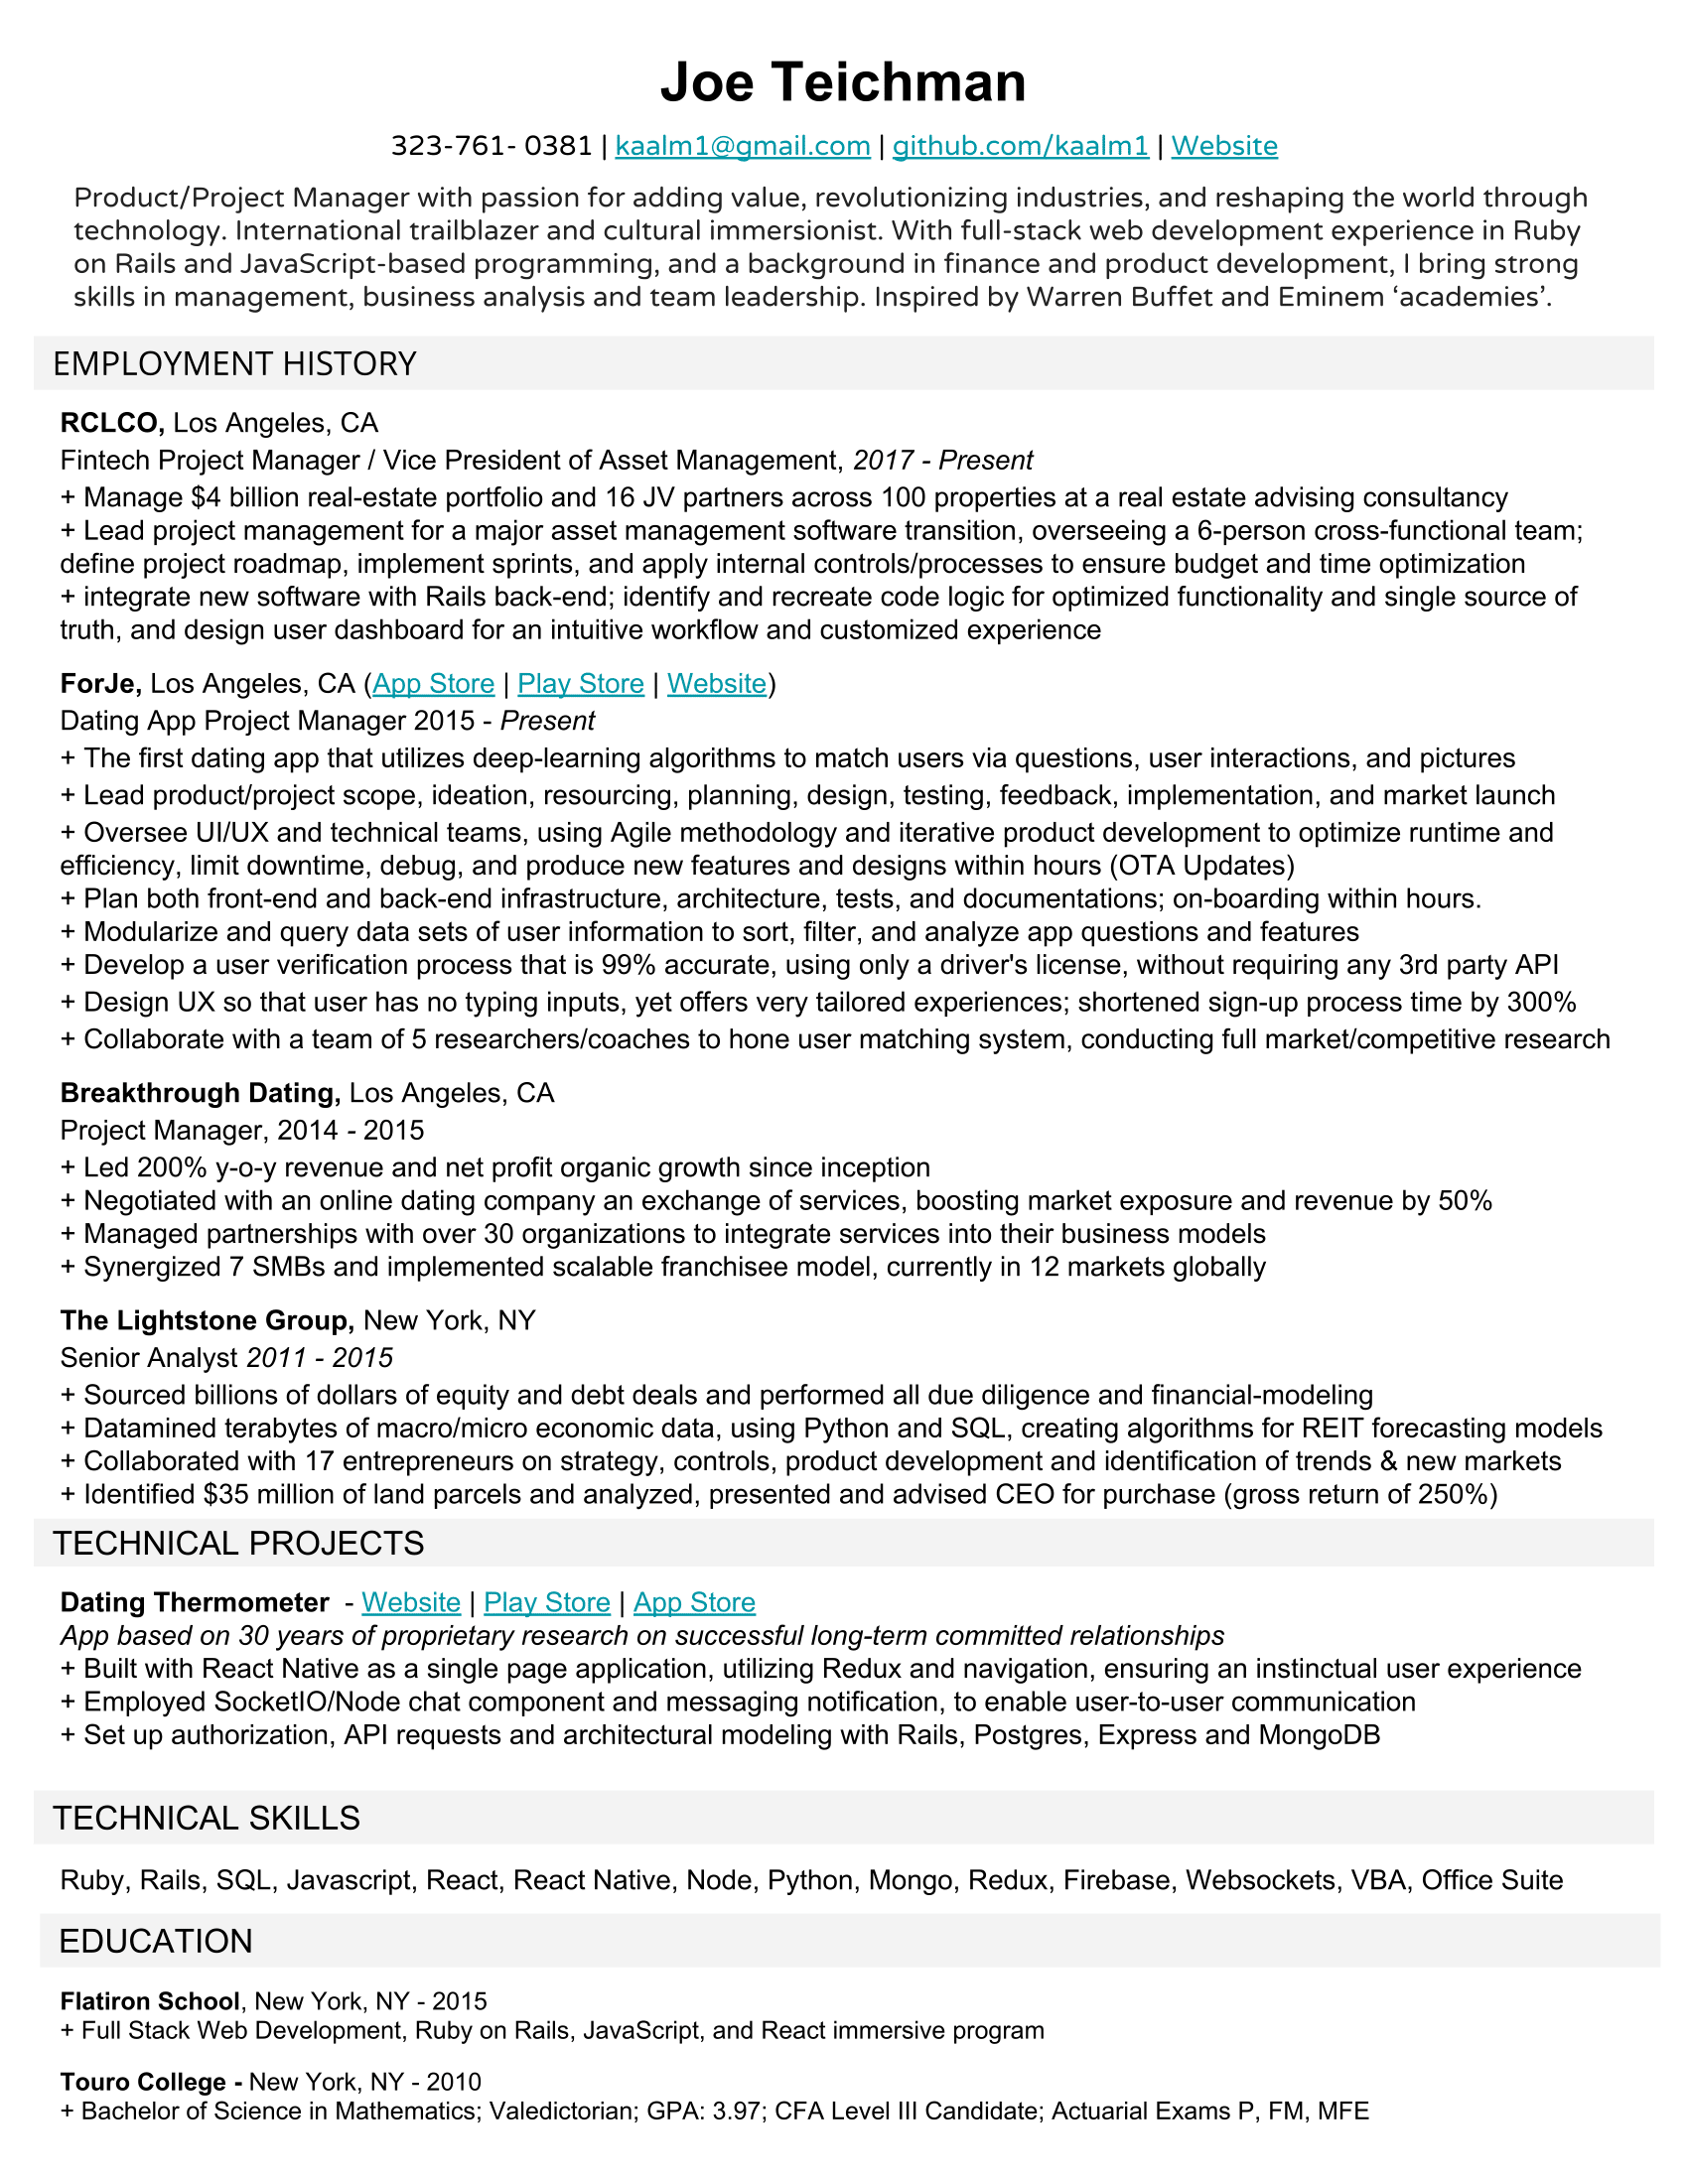 Joe Teichman
323-761- 0381 | kaalm1@gmail.com | github.com/kaalm1 | Website
Product/Project Manager with passion for adding value, revolutionizing industries, and reshaping the world through
technology. International trailblazer and cultural immersionist. With full-stack web development experience in Ruby
on Rails and JavaScript-based programming, and a background in finance and product development, I bring strong
skills in management, business analysis and team leadership. Inspired by Warren Buffet and Eminem ‘academies’.
EMPLOYMENT HISTORY
RCLCO, Los Angeles, CA
Fintech Project Manager / Vice President of Asset Management, 2017 - Present
+ Manage $4 billion real-estate portfolio and 16 JV partners across 100 properties at a real estate advising consultancy
+ Lead project management for a major asset management software transition, overseeing a 6-person cross-functional team;
define project roadmap, implement sprints, and apply internal controls/processes to ensure budget and time optimization
+ integrate new software with Rails back-end; identify and recreate code logic for optimized functionality and single source of
truth, and design user dashboard for an intuitive workflow and customized experience
ForJe, Los Angeles, CA (App Store | Play Store | Website)
Dating App Project Manager 2015 - Present
+ The first dating app that utilizes deep-learning algorithms to match users via questions, user interactions, and pictures
+ Lead product/project scope, ideation, resourcing, planning, design, testing, feedback, implementation, and market launch
+ Oversee UI/UX and technical teams, using Agile methodology and iterative product development to optimize runtime and
efficiency, limit downtime, debug, and produce new features and designs within hours (OTA Updates)
+ Plan both front-end and back-end infrastructure, architecture, tests, and documentations; on-boarding within hours.
+ Modularize and query data sets of user information to sort, filter, and analyze app questions and features
+ Develop a user verification process that is 99% accurate, using only a driver's license, without requiring any 3rd party API
+ Design UX so that user has no typing inputs, yet offers very tailored experiences; shortened sign-up process time by 300%
+ Collaborate with a team of 5 researchers/coaches to hone user matching system, conducting full market/competitive research
Breakthrough Dating, Los Angeles, CA
Project Manager, 2014 - 2015
+ Led 200% y-o-y revenue and net profit organic growth since inception
+ Negotiated with an online dating company an exchange of services, boosting market exposure and revenue by 50%
+ Managed partnerships with over 30 organizations to integrate services into their business models
+ Synergized 7 SMBs and implemented scalable franchisee model, currently in 12 markets globally
The Lightstone Group, New York, NY
Senior Analyst 2011 - 2015
+ Sourced billions of dollars of equity and debt deals and performed all due diligence and financial-modeling
+ Datamined terabytes of macro/micro economic data, using Python and SQL, creating algorithms for REIT forecasting models
+ Collaborated with 17 entrepreneurs on strategy, controls, product development and identification of trends & new markets
+ Identified $35 million of land parcels and analyzed, presented and advised CEO for purchase (gross return of 250%)
TECHNICAL PROJECTS
Dating Thermometer - Website | Play Store | App Store
App based on 30 years of proprietary research on successful long-term committed relationships
+ Built with React Native as a single page application, utilizing Redux and navigation, ensuring an instinctual user experience
+ Employed SocketIO/Node chat component and messaging notification, to enable user-to-user communication
+ Set up authorization, API requests and architectural modeling with Rails, Postgres, Express and MongoDB
TECHNICAL SKILLS
Ruby, Rails, SQL, Javascript, React, React Native, Node, Python, Mongo, Redux, Firebase, Websockets, VBA, Office Suite
EDUCATION
Flatiron School, New York, NY - 2015
+ Full Stack Web Development, Ruby on Rails, JavaScript, and React immersive program
Touro College - New York, NY - 2010
+ Bachelor of Science in Mathematics; Valedictorian; GPA: 3.97; CFA Level III Candidate; Actuarial Exams P, FM, MFE